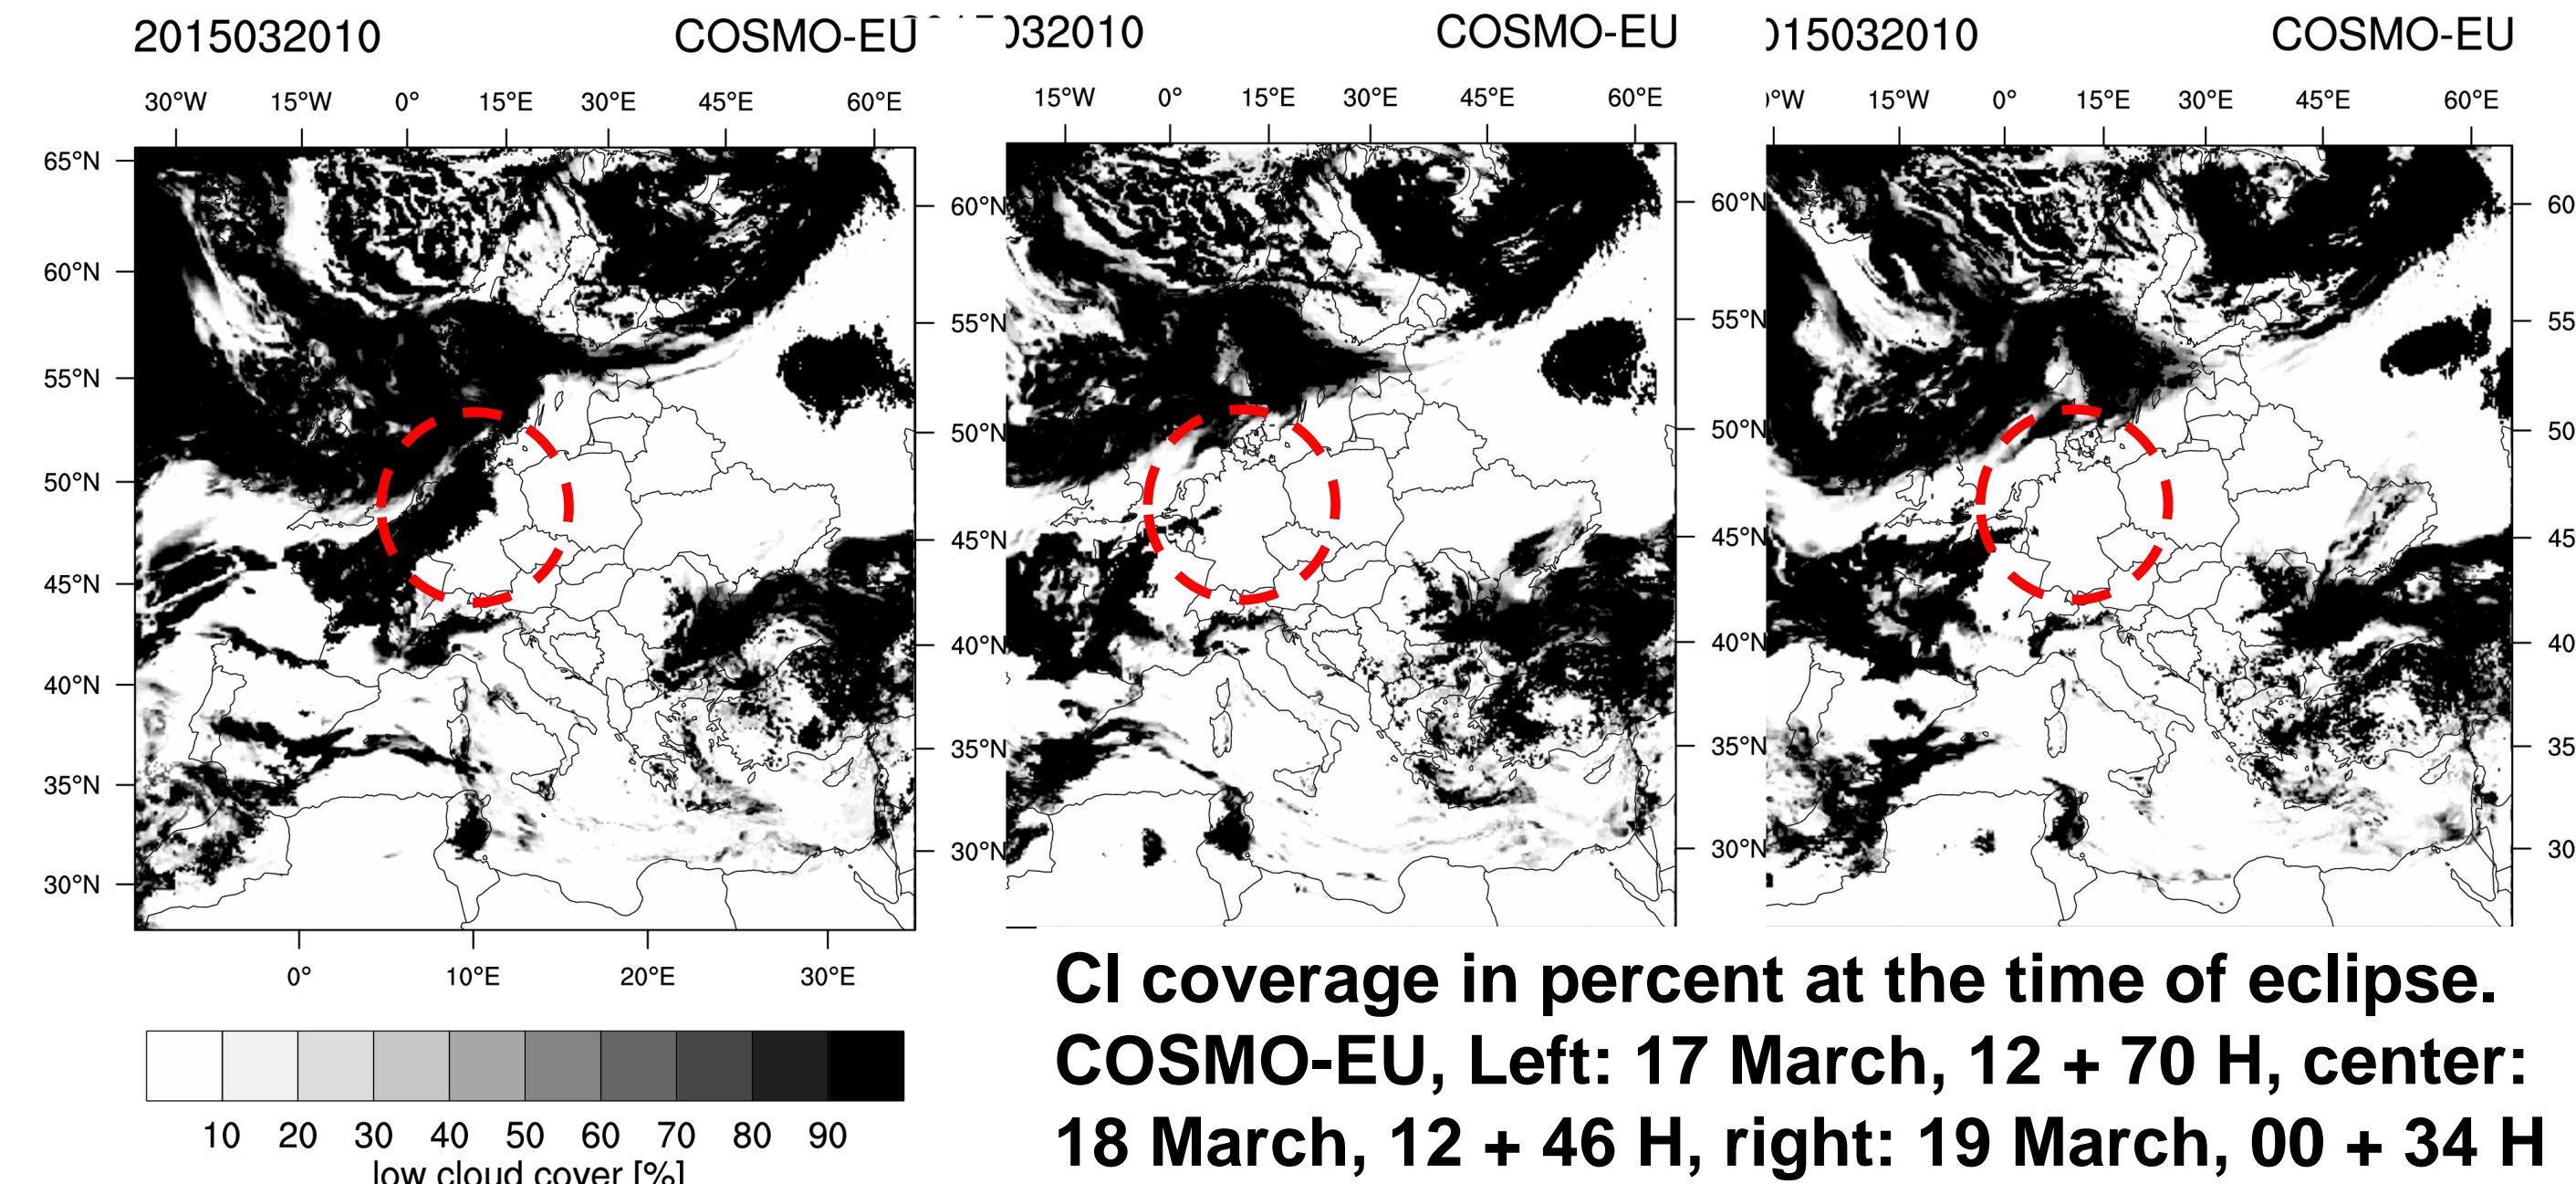 2015032010 COSMO-EU
30°W 15°W 0° 15°E 30°E 45°E 60°E
65°N
60°N
55°N
50°N
45°N
40°N
35°N
30°N
0° 10°E 20°E 30°E
60°N
55°N
50°N
45°N
40°N
35°N
30°N
032010 COSMO-EU
15°W 0° 15°E 30°E 45°E 60°E
60°N
55°N
50°N
45°N
40°N
35°N
30°N
015032010 COSMO-EU
°W 15°W 0° 15°E 30°E 45°E 60°E
60
55
50
45
40
35
30
10 20 30 40 50 60 70 80 90
low cloud cover [%]
CI coverage in percent at the time of eclipse.
COSMO-EU, Left: 17 March, 12 + 70 H, center:
18 March, 12 + 46 H, right: 19 March, 00 + 34 H